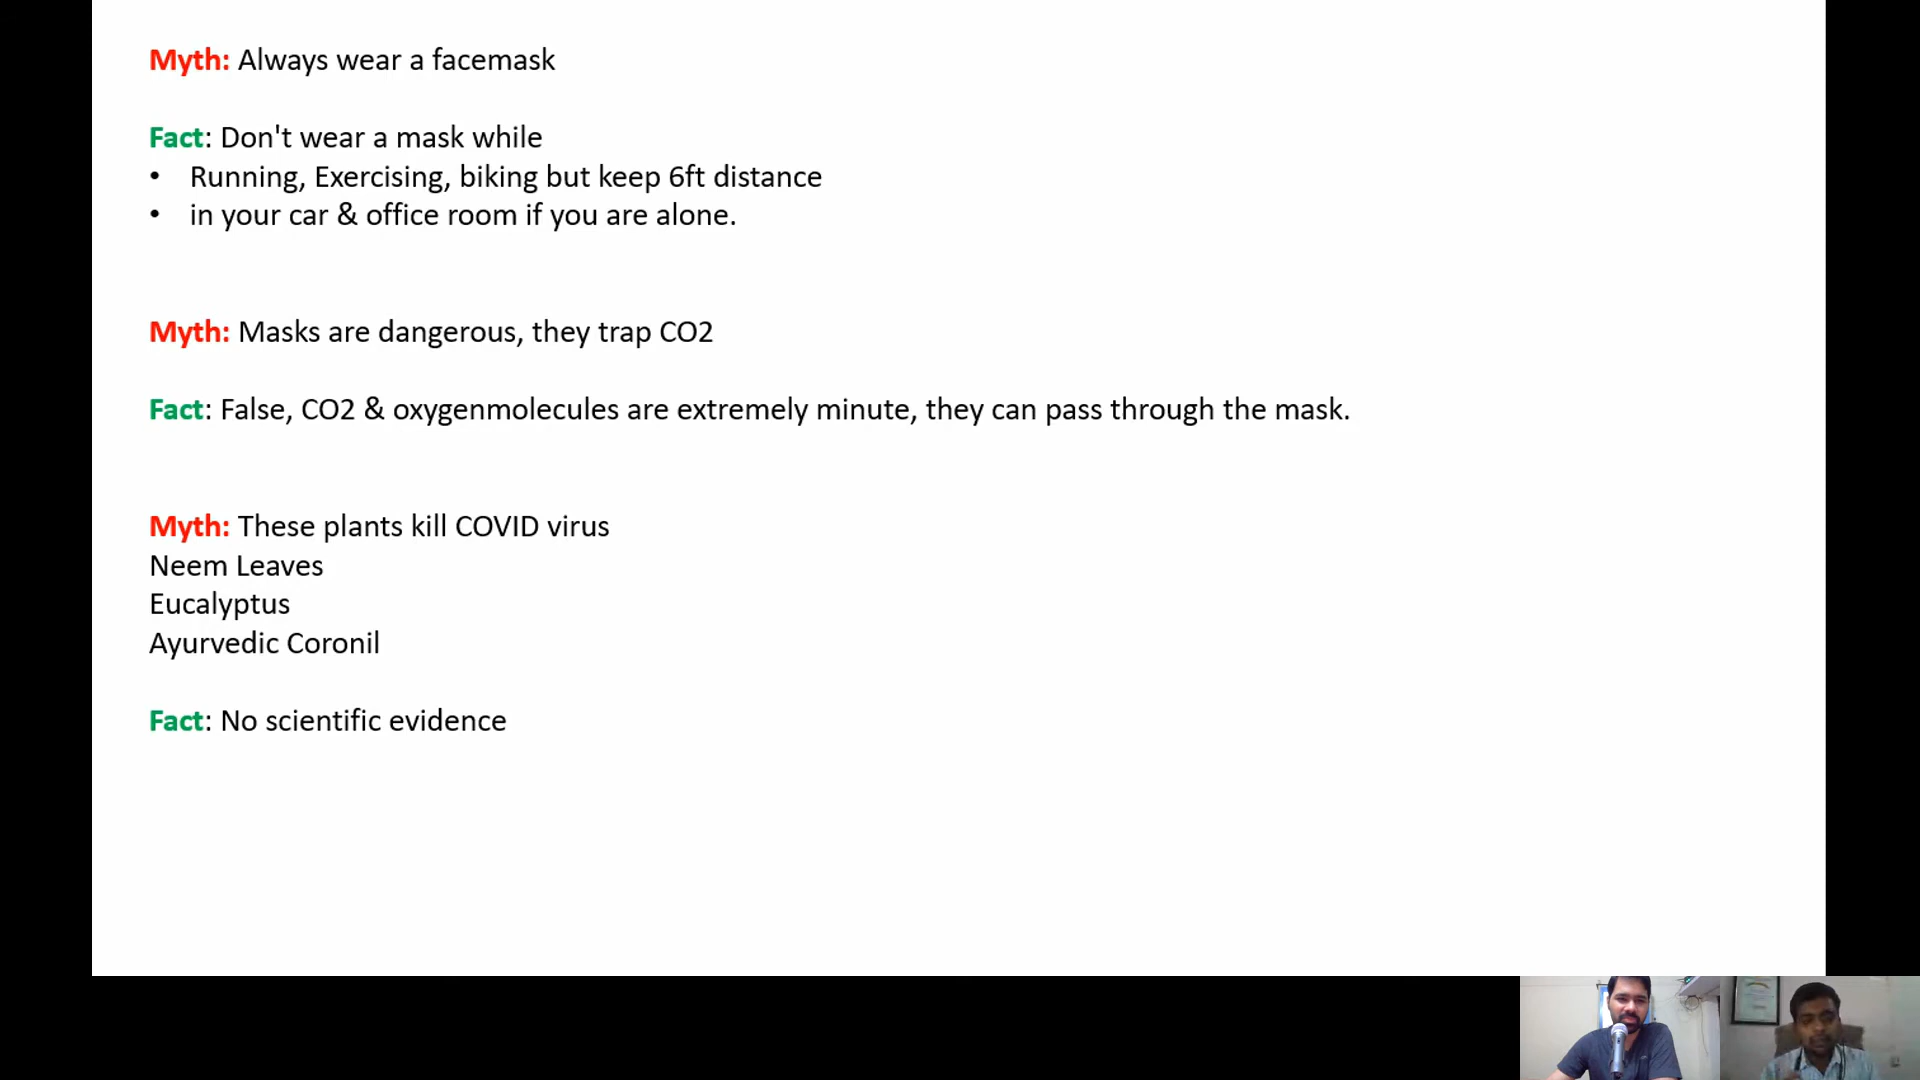 Myth: Always wear a facemask
Fact: Don't wear a mask while
• Running, Exercising, biking but keep 6ft distance
• in your car & office room if you are alone.
Myth: Masks are dangerous, they trap CO2
Fact: False, CO2 & oxygenmolecules are extremely minute, they can pass through the mask.
Myth: These plants kill COVID virus
Neem Leaves
Eucalyptus
Ayurvedic Coronil
Fact: No scientific evidence